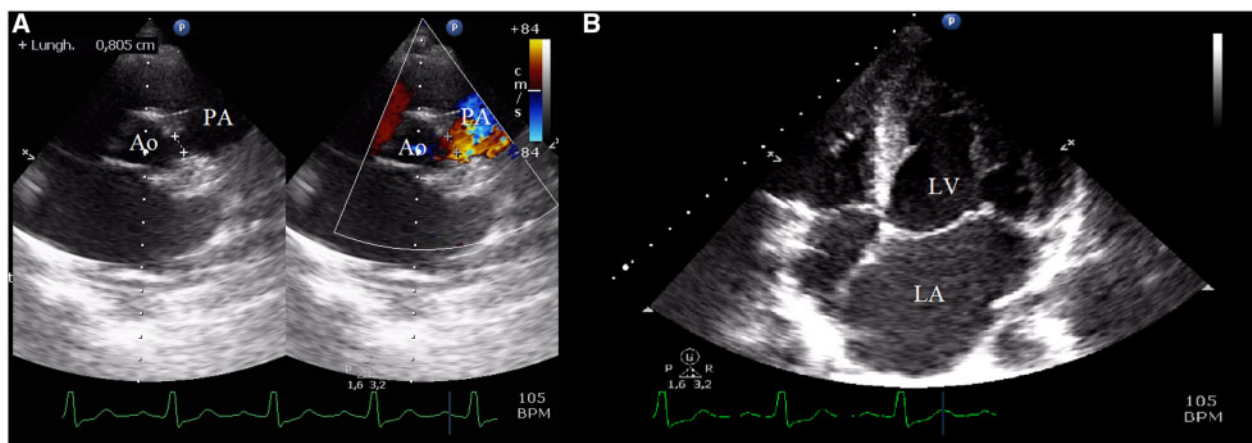 A
P
P
+ Lungh. 0,805 cm
+84
c
m
/
s
84
PA
PA
Ao
Ao
P R
1,6 3,2
105
BPM
B
P
LV
LA
P R
1,6 3,2
105
BPM